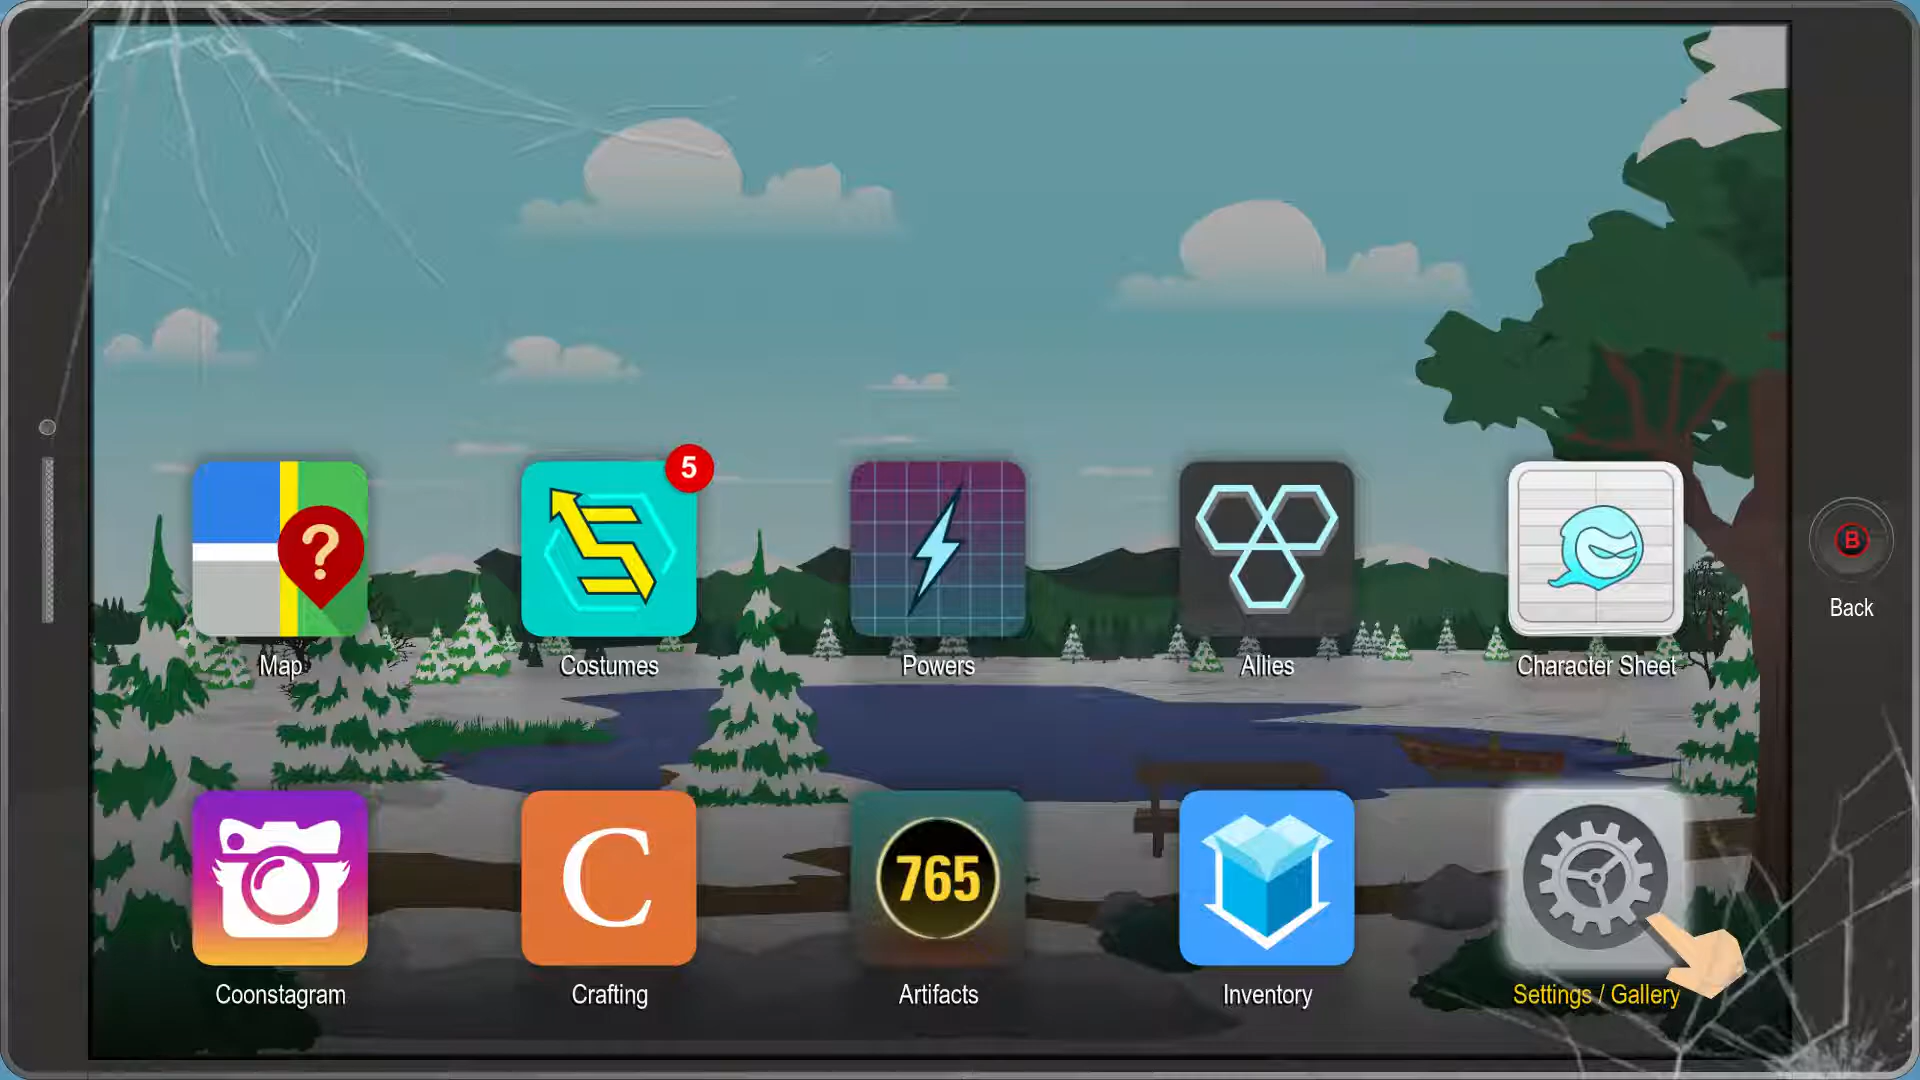 5
?
Map
Costumes
Powers
Allies
Character Sheet
B
Back
C
765
Coonstagram
Crafting
Artifacts
Inventory
Settings / Gallery